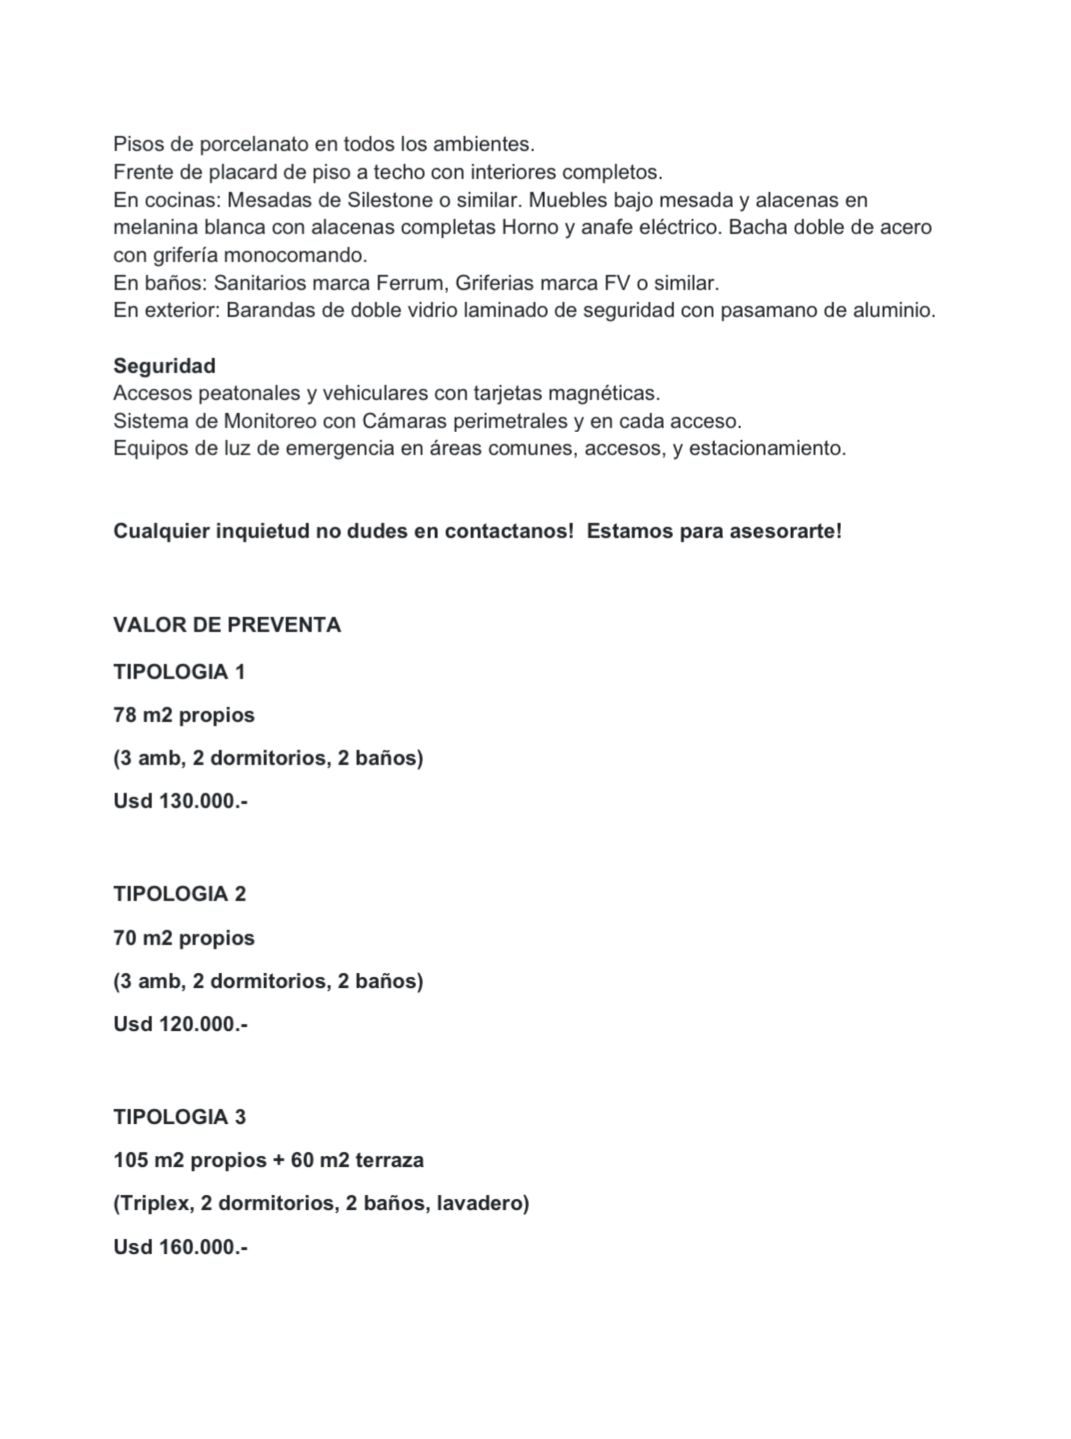 Pisos de porcelanato en todos los ambientes.
Frente de placard de piso a techo con interiores completos.
En cocinas: Mesadas de Silestone o similar. Muebles bajo mesada y alacenas en
melanina blanca con alacenas completas Horno y anafe eléctrico. Bacha doble de acero
con grifería monocomando.
En baños: Sanitarios marca Ferrum, Griferias marca FV o similar.
En exterior: Barandas de doble vidrio laminado de seguridad con pasamano de aluminio.
Seguridad
Accesos peatonales y vehiculares con tarjetas magnéticas.
Sistema de Monitoreo con Cámaras perimetrales y en cada acceso.
Equipos de luz de emergencia en áreas comunes, accesos, y estacionamiento.
Cualquier inquietud no dudes en contactanos!  Estamos para asesorarte!
VALOR DE PREVENTA
TIPOLOGIA 1
78 m2 propios
(3 amb, 2 dormitorios, 2 baños)
Usd 130.000.-
TIPOLOGIA 2
70 m2 propios
(3 amb, 2 dormitorios, 2 baños)
Usd 120.000.-
TIPOLOGIA 3
105 m2 propios + 60 m2 terraza
(Triplex, 2 dormitorios, 2 baños, lavadero)
Usd 160.000.-